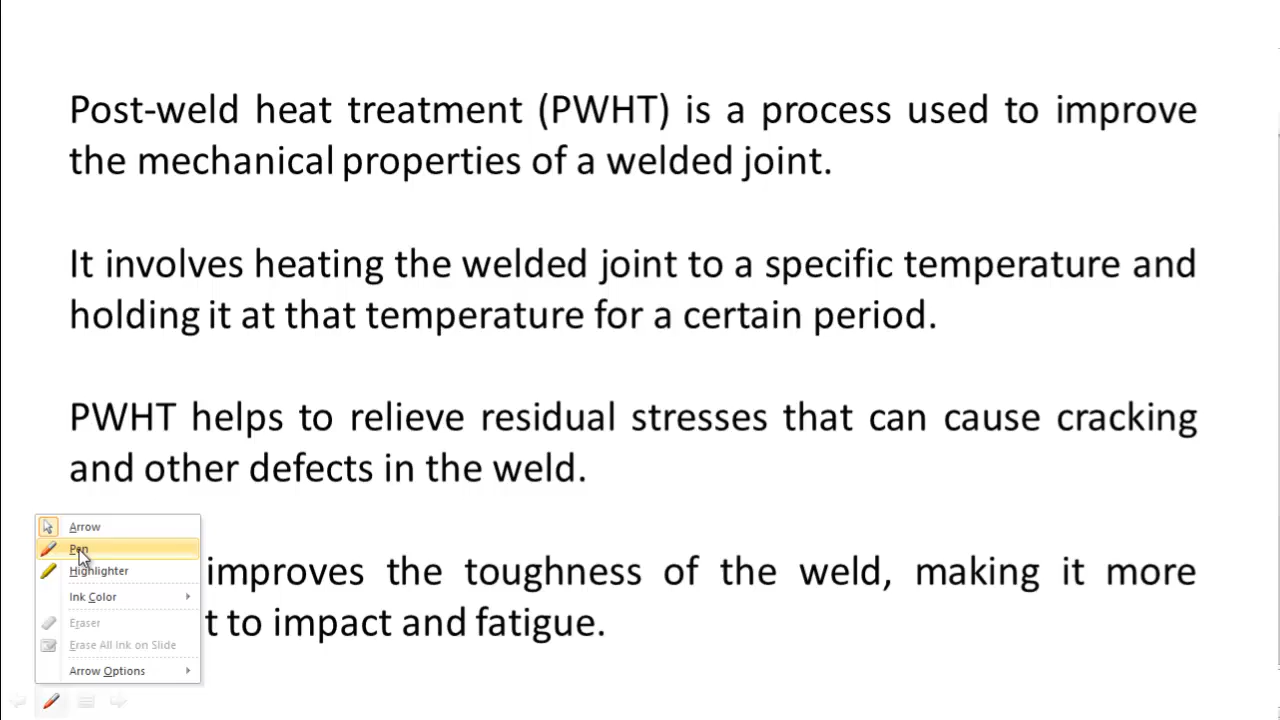 Post-weld heat treatment (PWHT) is a process used to improve
the mechanical properties of a welded joint.
It involves heating the welded joint to a specific temperature and
holding it at that temperature for a certain period.
PWHT helps to relieve residual stresses that can cause cracking
and other defects in the weld.
improves the toughness of the weld, making it more
t to impact and fatigue.
Arrow
Pen
Highlighter
Ink Color
Eraser
Erase All Ink on Slide
Arrow Options